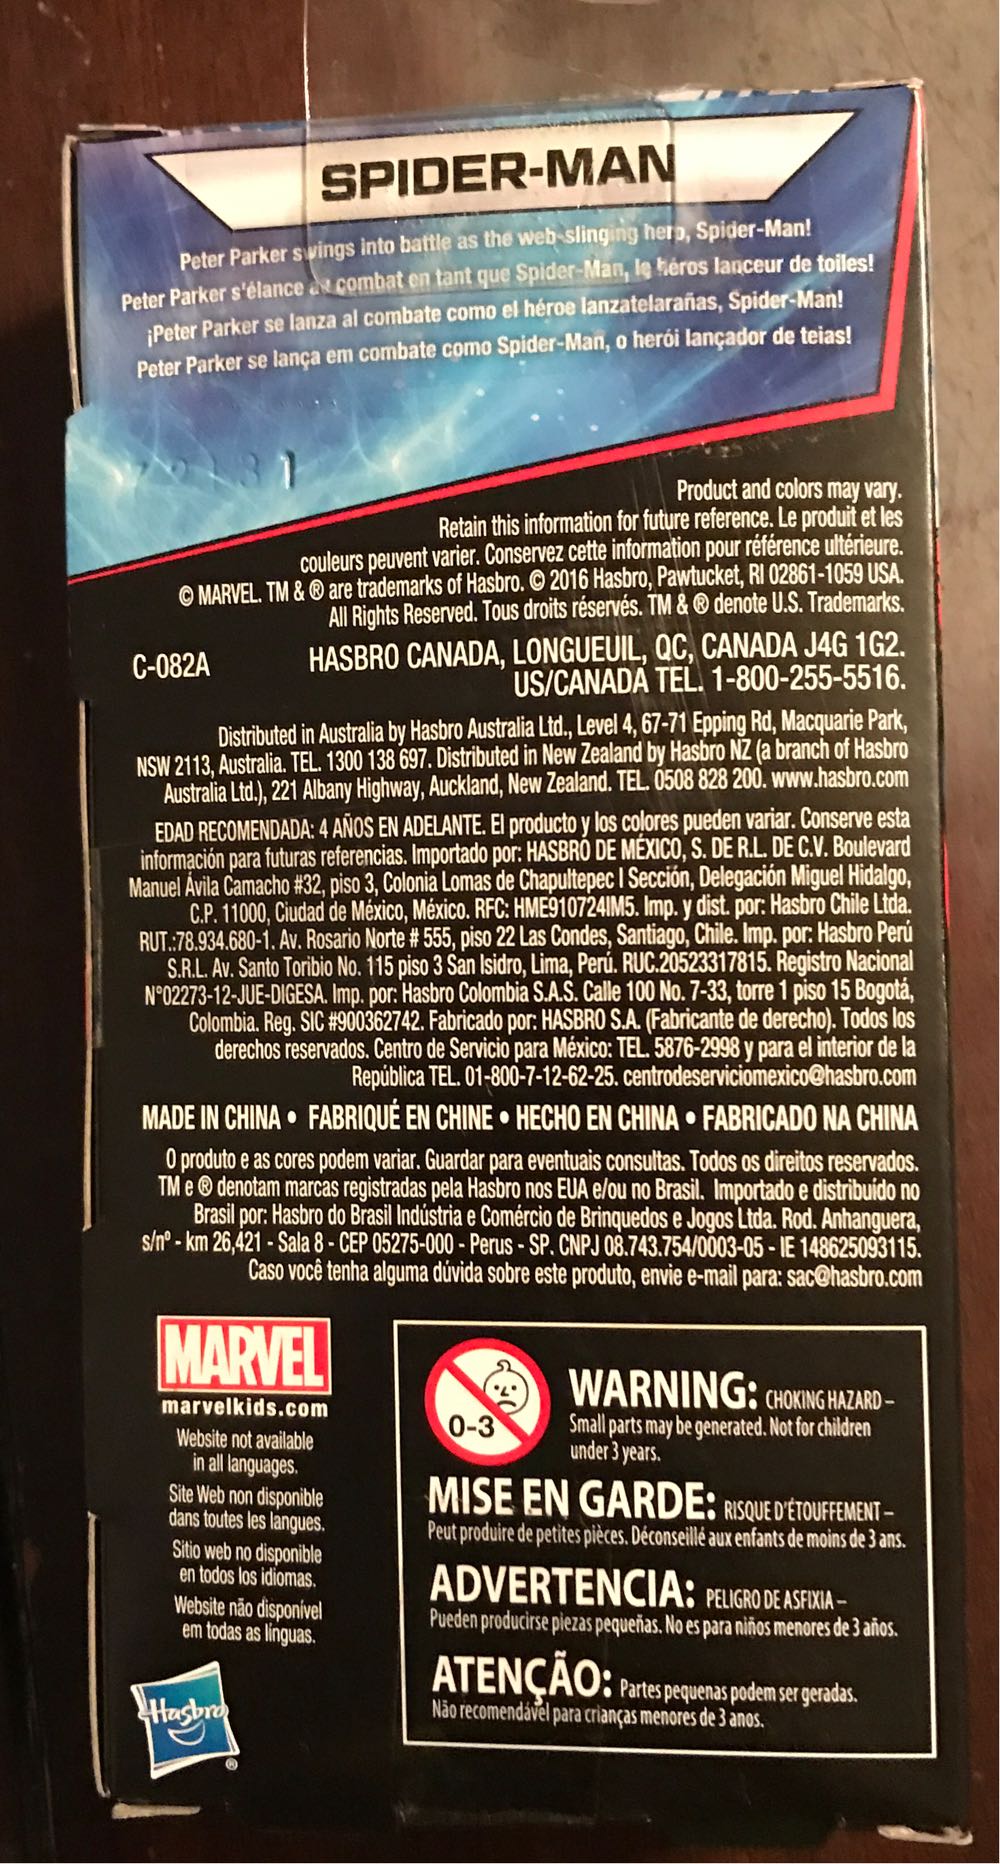 SPIDER-MAN
Peter Parker swings into battle as the web-slinging hero, Spider-Man!
Peter Parker s'élance au combat en tant que Spider-Man, le héros lanceur de toiles!
¡Peter Parker se lanza al combate como el héroe lanzatelarañas, Spider-Man!
Peter Parker se lança em combate como Spider-Man, o herói lançador de teias!
Product and colors may vary.
Retain this information for future reference. Le produit et les
couleurs peuvent varier. Conservez cette information pour référence ultérieure.
© MARVEL. TM & ® are trademarks of Hasbro. © 2016 Hasbro, Pawtucket, RI 02861-1059 USA.
All Rights Reserved. Tous droits réservés. TM & ® denote U.S. Trademarks.
C-082A
HASBRO CANADA, LONGUEUIL, QC, CANADA J4G 1G2.
US/CANADA TEL. 1-800-255-5516.
Distributed in Australia by Hasbro Australia Ltd., Level 4, 67-71 Epping Rd, Macquarie Park,
NSW 2113, Australia. TEL. 1300 138 697. Distributed in New Zealand by Hasbro NZ (a branch of Hasbro
Australia Ltd.), 221 Albany Highway, Auckland, New Zealand. TEL. 0508 828 200. www.hasbro.com
EDAD RECOMENDADA: 4 AÑOS EN ADELANTE. El producto y los colores pueden variar. Conserve esta
información para futuras referencias. Importado por: HASBRO DE MÉXICO, S. DE R.L. DE C.V. Boulevard
Manuel Ávila Camacho #32, piso 3, Colonia Lomas de Chapultepec I Sección, Delegación Miguel Hidalgo,
C.P. 11000, Ciudad de México, México. RFC: HME910724IM5. Imp. y dist. por: Hasbro Chile Ltda.
RUT.:78.934.680-1. Av. Rosario Norte # 555, piso 22 Las Condes, Santiago, Chile. Imp. por: Hasbro Perú
S.R.L. Av. Santo Toribio No. 115 piso 3 San Isidro, Lima, Perú. RUC.20523317815. Registro Nacional
N°02273-12-JUE-DIGESA. Imp. por: Hasbro Colombia S.A.S. Calle 100 No. 7-33, torre 1 piso 15 Bogotá,
Colombia. Reg. SIC #900362742. Fabricado por: HASBRO S.A. (Fabricante de derecho). Todos los
derechos reservados. Centro de Servicio para México: TEL. 5876-2998 y para el interior de la
República TEL. 01-800-7-12-62-25. centrodeserviciomexico@hasbro.com
MADE IN CHINA • FABRIQUÉ EN CHINE • HECHO EN CHINA • FABRICADO NA CHINA
O produto e as cores podem variar. Guardar para eventuais consultas. Todos os direitos reservados.
TM e ® denotam marcas registradas pela Hasbro nos EUA e/ou no Brasil. Importado e distribuído no
Brasil por: Hasbro do Brasil Indústria e Comércio de Brinquedos e Jogos Ltda. Rod. Anhanguera,
s/nº - km 26,421 - Sala 8 - CEP 05275-000 - Perus - SP. CNPJ 08.743.754/0003-05 - IE 148625093115.
Caso você tenha alguma dúvida sobre este produto, envie e-mail para: sac@hasbro.com
MARVEL
marvelkids.com
Website not available
in all languages.
Site Web non disponible
dans toutes les langues.
Sitio web no disponible
en todos los idiomas.
Website não disponível
em todas as línguas.
Hasbro
®
0-3
WARNING: CHOKING HAZARD –
Small parts may be generated. Not for children
under 3 years.
MISE EN GARDE: RISQUE D'ÉTOUFFEMENT –
Peut produire de petites pièces. Déconseillé aux enfants de moins de 3 ans.
ADVERTENCIA: PELIGRO DE ASFIXIA –
Pueden producirse piezas pequeñas. No es para niños menores de 3 años.
ATENÇÃO: Partes pequenas podem ser geradas.
Não recomendável para crianças menores de 3 anos.